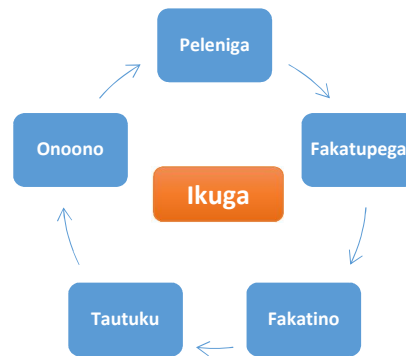 Peleniga
Fakatupega
Fakatino
Tautuku
Onoono
Ikuga